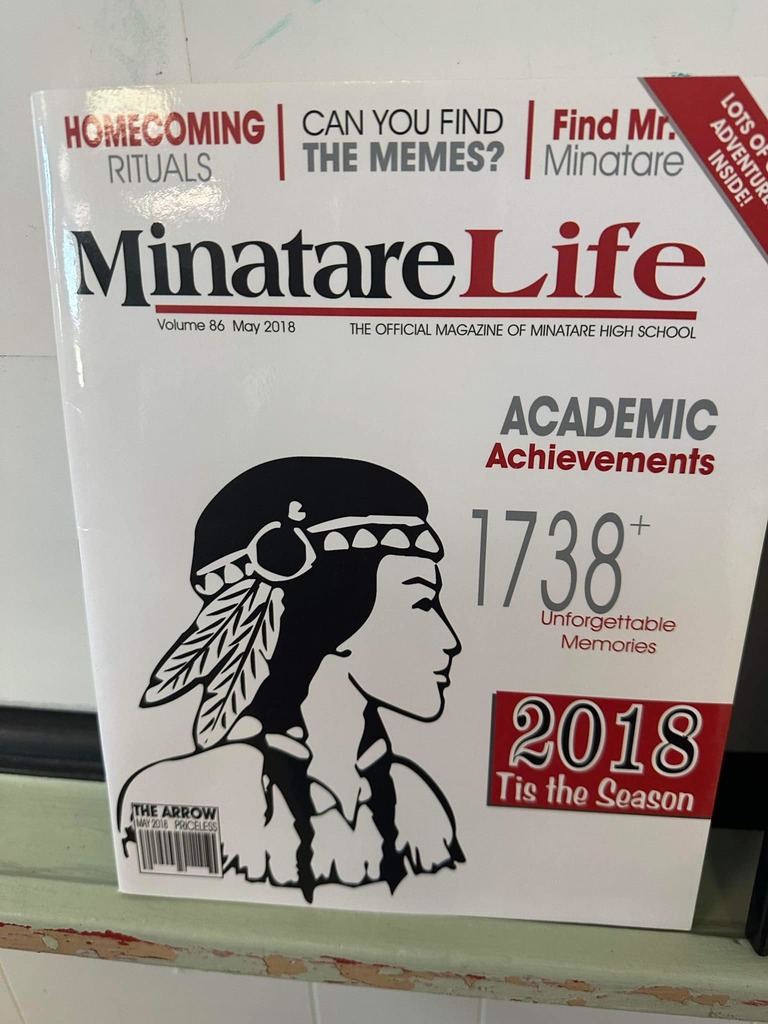 HOMECOMING
RITUALS
CAN YOU FIND
THE MEMES?
Find Mr.
Minatare
LOTS OF
ADVENTURE
INSIDE!
MinatareLife
Volume 86 May 2018
THE OFFICIAL MAGAZINE OF MINATARE HIGH SCHOOL
ACADEMIC
Achievements
1738+
Unforgettable
Memories
2018
Tis the Season
THE ARROW
MAY 2018 PRICELESS